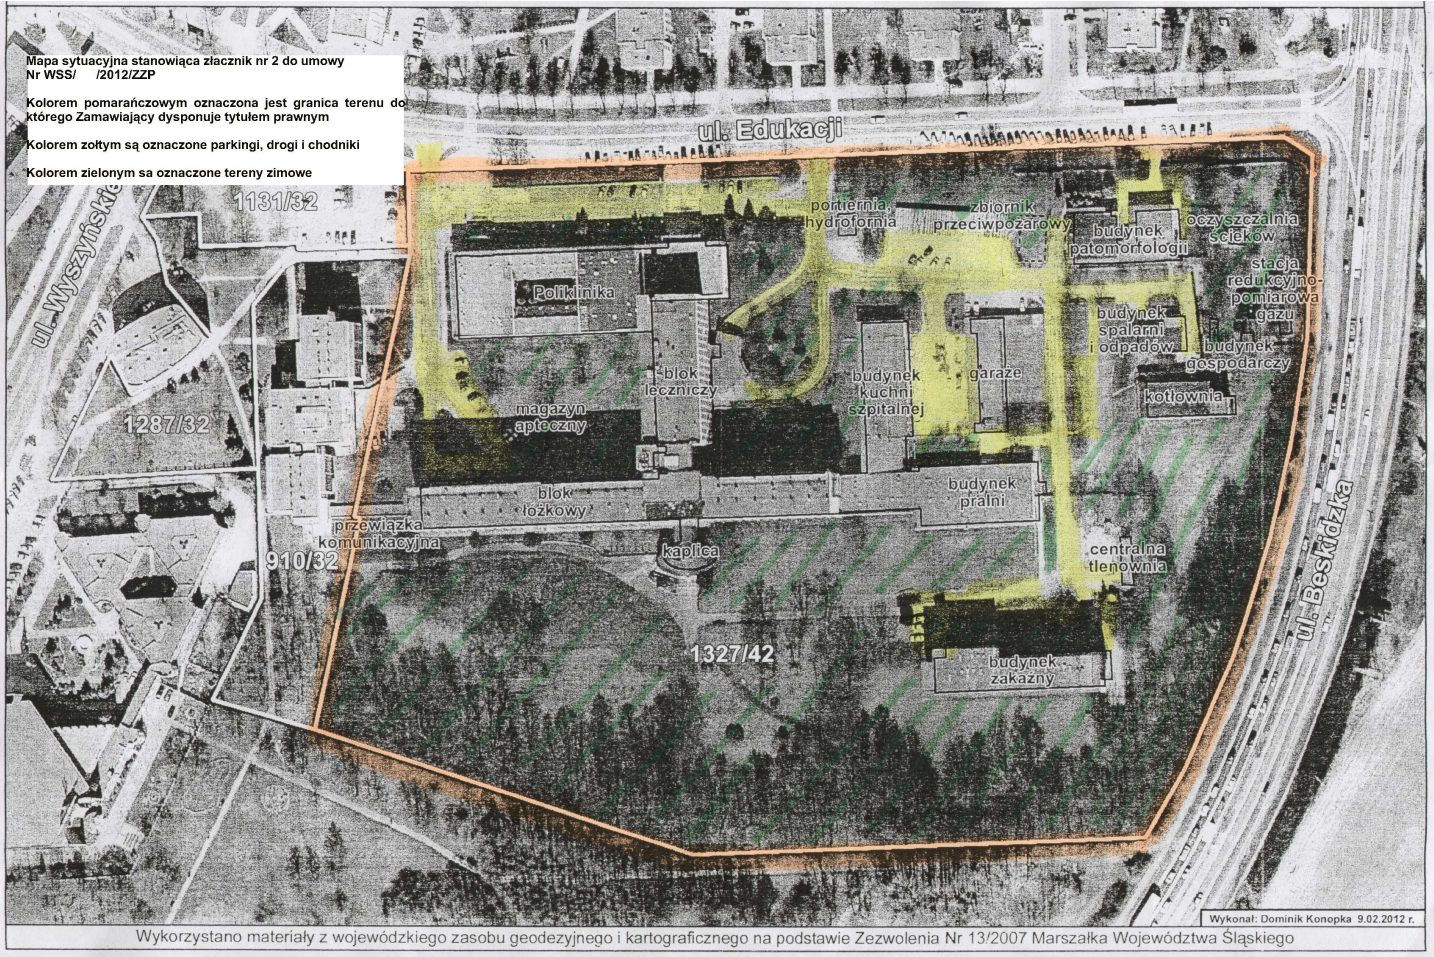 Mapa sytuacyjna stanowiąca złacznik nr 2 do umowy
Nr WSS/ /2012/ZZP
Kolorem pomarańczowym oznaczona jest granica terenu do
którego Zamawiający dysponuje tytułem prawnym
Kolorem zołtym są oznaczone parkingi, drogi i chodniki
Kolorem zielonym sa oznaczone tereny zimowe
ul. Edukacji
1131/32
ul. Wyszyńskie
portiernia,
hydrofornia
zbiornik
przeciwpożarowy
budynek
patomorfologii
oczyszczalnia
ścieków
stacja
redukcyjno-
pomiarowa
gazu
Poliklinika
budynek
spalarni
odpadów
budynek
gospodarczy
blok
leczniczy
budynek
kuchni
szpitalnej
garaże
kotłownia
magazyn
apteczny
1287/32
blok
łóżkowy
budynek
pralni
przewiązka
komunikacyjna
910/32
kaplica
centralna
tlenownia
ul. Beskidzka
1327/42
budynek
zakaźny
Wykonał: Dominik Konopka 9.02.2012 r.
Wykorzystano materiały z wojewódzkiego zasobu geodezyjnego i kartograficznego na podstawie Zezwolenia Nr 13/2007 Marszałka Województwa Śląskiego